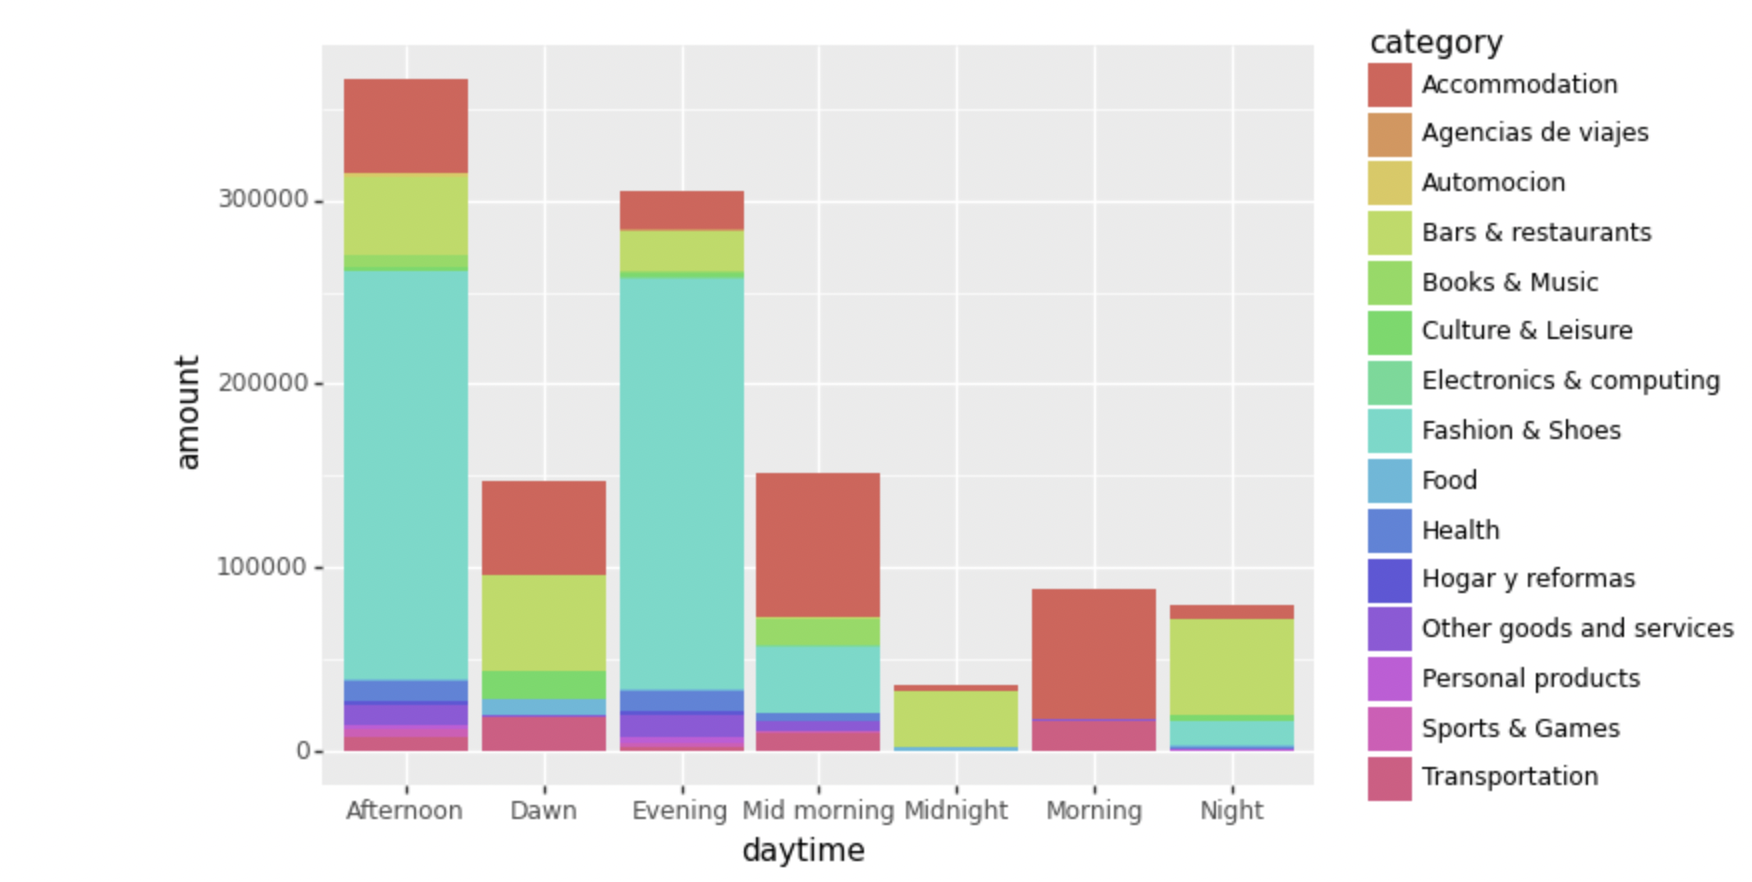 category
Accommodation
Agencias de viajes
Automocion
Bars & restaurants
Books & Music
Culture & Leisure
Electronics & computing
Fashion & Shoes
Food
Health
Hogar y reformas
Other goods and services
Personal products
Sports & Games
Transportation
amount
300000
200000
100000
0
Afternoon Dawn Evening Mid morning Midnight Morning Night
daytime